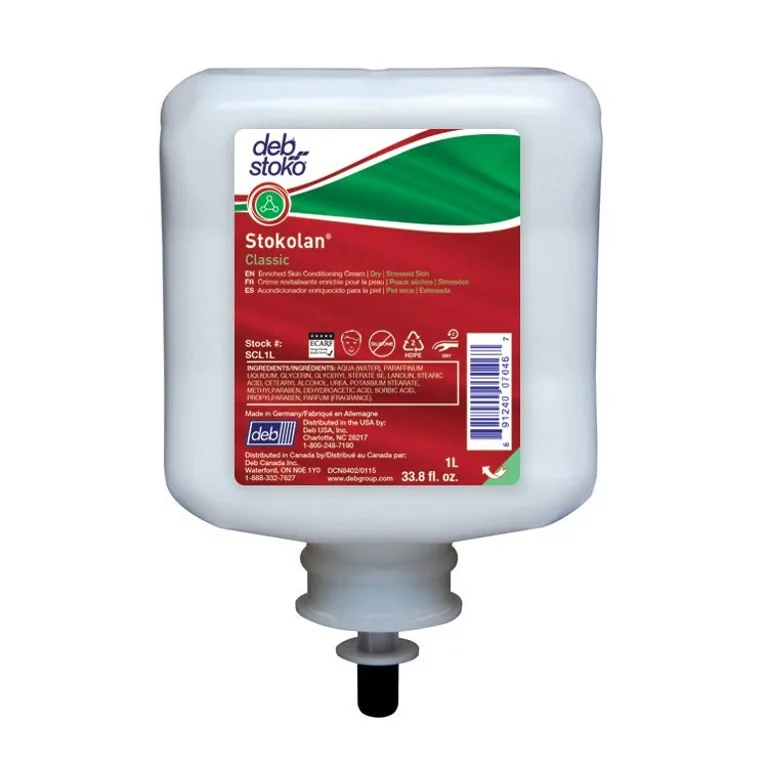 deb
stoko®
Stokolan®
Classic
EN Enriched Skin Conditioning Cream | Dry | Stressed Skin
FR Crème revitalisante enrichie pour la peau | Peaux sèches | Stressées
ES Acondicionador enriquecido para la piel | Piel seca | Estresada
Stock #:
SCL1L
ECARF
SILICONE
2
HDPE
2
DRY
INGREDIENTS/INGRÉDIENTS: AQUA (WATER), PARAFFINUM
LIQUIDUM, GLYCERIN, GLYCERYL STERATE SE, LANOLIN, STEARIC
ACID, CETEARYL ALCOHOL, UREA, POTASSIUM STEARATE,
METHYLPARABEN, DEHYDROACETIC ACID, SORBIC ACID,
PROPYLPARABEN, PARFUM (FRAGRANCE).
Made in Germany/Fabriqué en Allemagne
deb
Distributed in the USA by:
Deb USA, Inc.
Charlotte, NC 28217
1-800-248-7190
Distributed in Canada by/Distribué au Canada par:
Deb Canada Inc.
Waterford, ON N0E 1Y0 DCN8402/0115
1-888-332-7627 www.debgroup.com
1L
33.8 fl. oz.
6 91240 07046 7